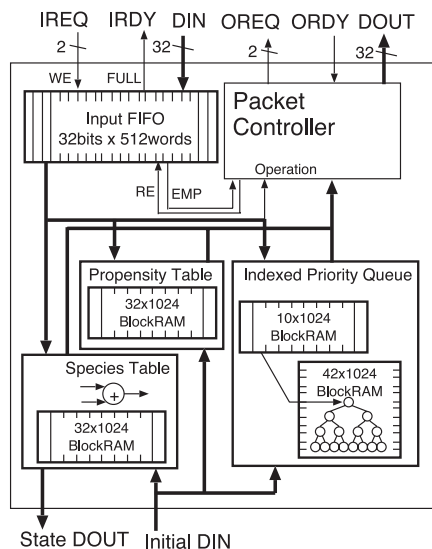 IREQ IRDY DIN OREQ ORDY DOUT
2 32 2 32
WE FULL
Input FIFO
32bits x 512words
Packet
Controller
Operation
RE EMP
Propensity Table
32x1024
BlockRAM
Indexed Priority Queue
10x1024
BlockRAM
Species Table
+
32x1024
BlockRAM
42x1024
BlockRAM
State DOUT Initial DIN